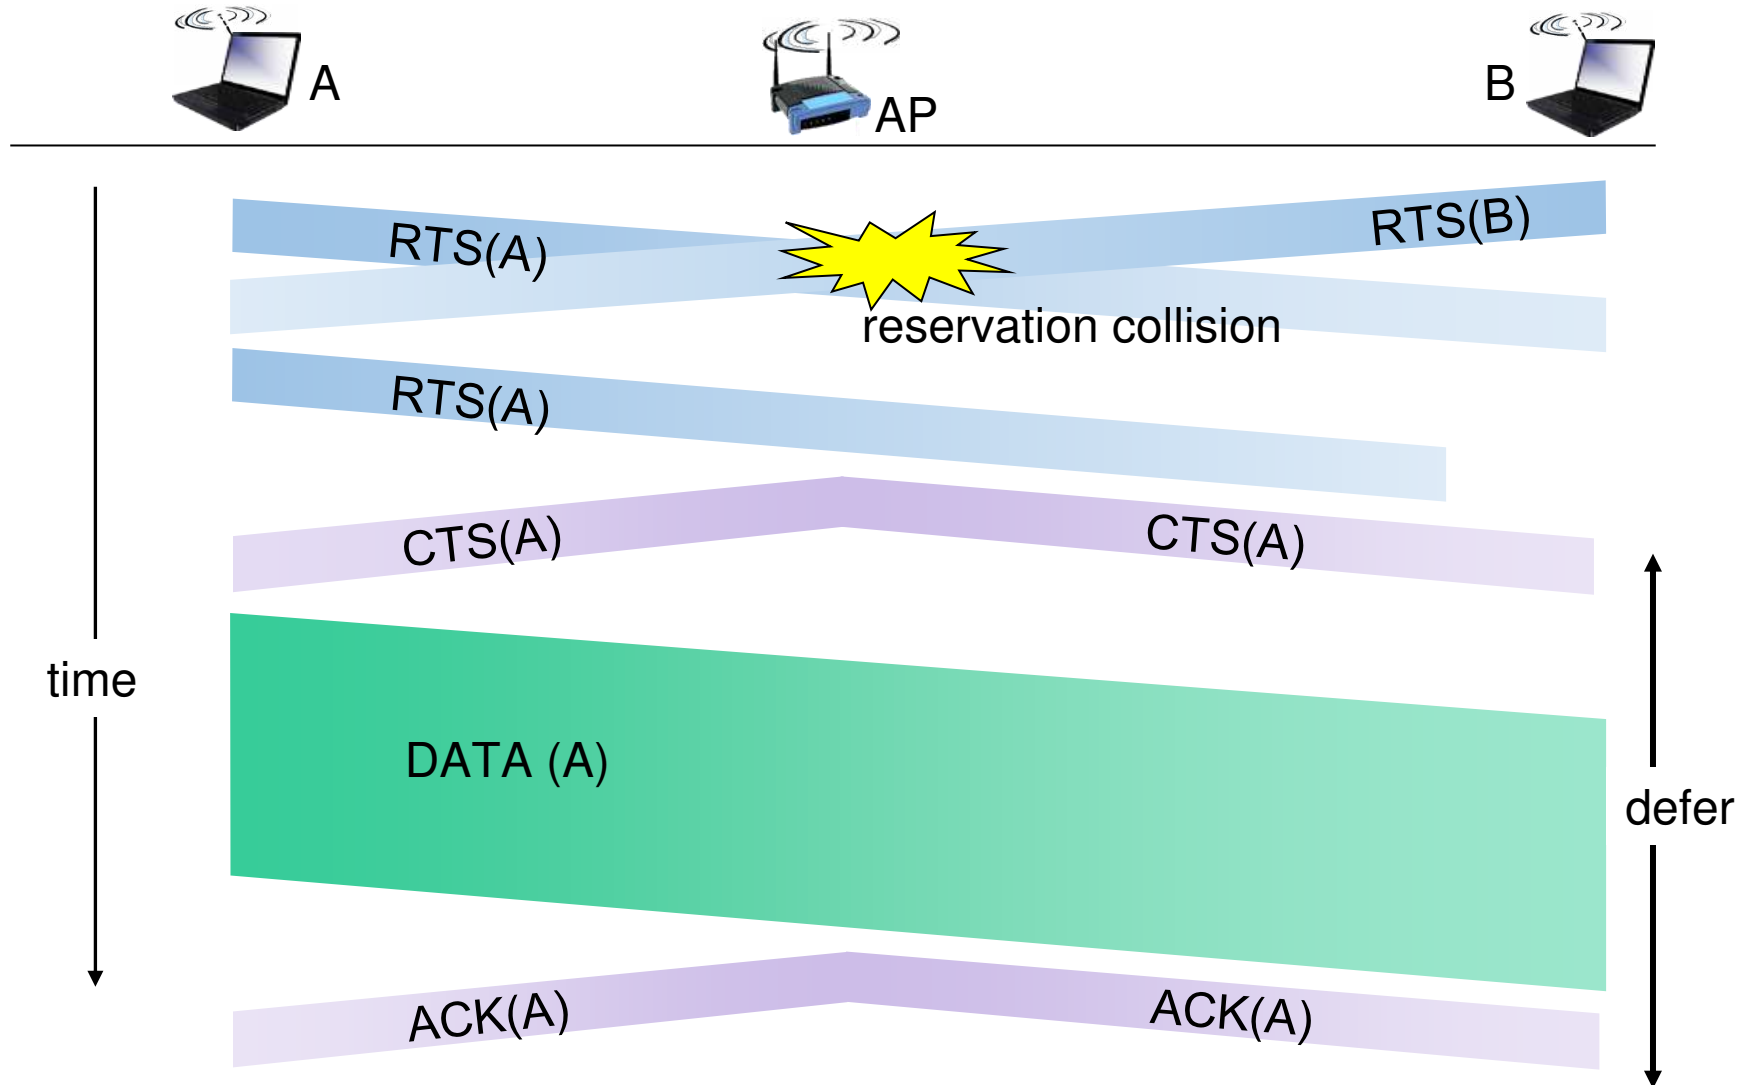 A
AP
B
RTS(A)
RTS(B)
reservation collision
RTS(A)
CTS(A)
CTS(A)
time
DATA (A)
defer
ACK(A)
ACK(A)